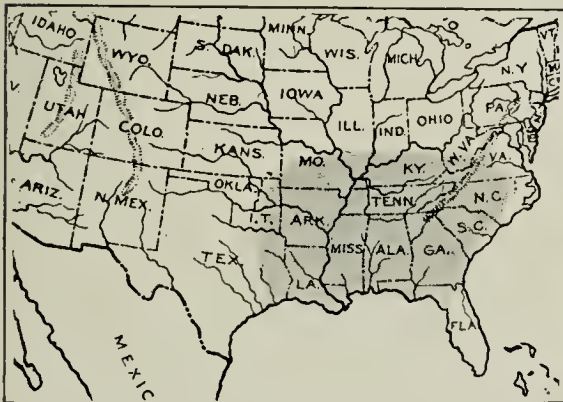 IDAHO
MINN.
WYO.
S. DAK.
WIS.
MICH.
VT.
N.Y.
NEB.
IOWA
PA.
UTAH
COLO.
ILL.
IND.
OHIO
W. VA.
VA.
KANS.
MO.
KY.
ARIZ.
N. MEX.
OKLA.
I.T.
ARK.
TENN.
N.C.
S.C.
TEX.
LA.
MISS.
ALA.
GA.
FLA.
MEXIC